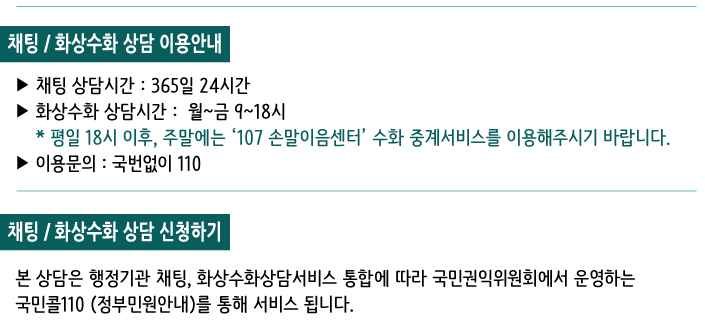 채팅 / 화상수화 상담 이용안내
▶ 채팅 상담시간 : 365일 24시간
▶ 화상수화 상담시간 :  월~금 9~18시
* 평일 18시 이후, 주말에는 ‘107 손말이음센터’ 수화 중계서비스를 이용해주시기 바랍니다.
▶ 이용문의 : 국번없이 110
채팅 / 화상수화 상담 신청하기
본 상담은 행정기관 채팅, 화상수화상담서비스 통합에 따라 국민권익위원회에서 운영하는
국민콜110 (정부민원안내)를 통해 서비스 됩니다.